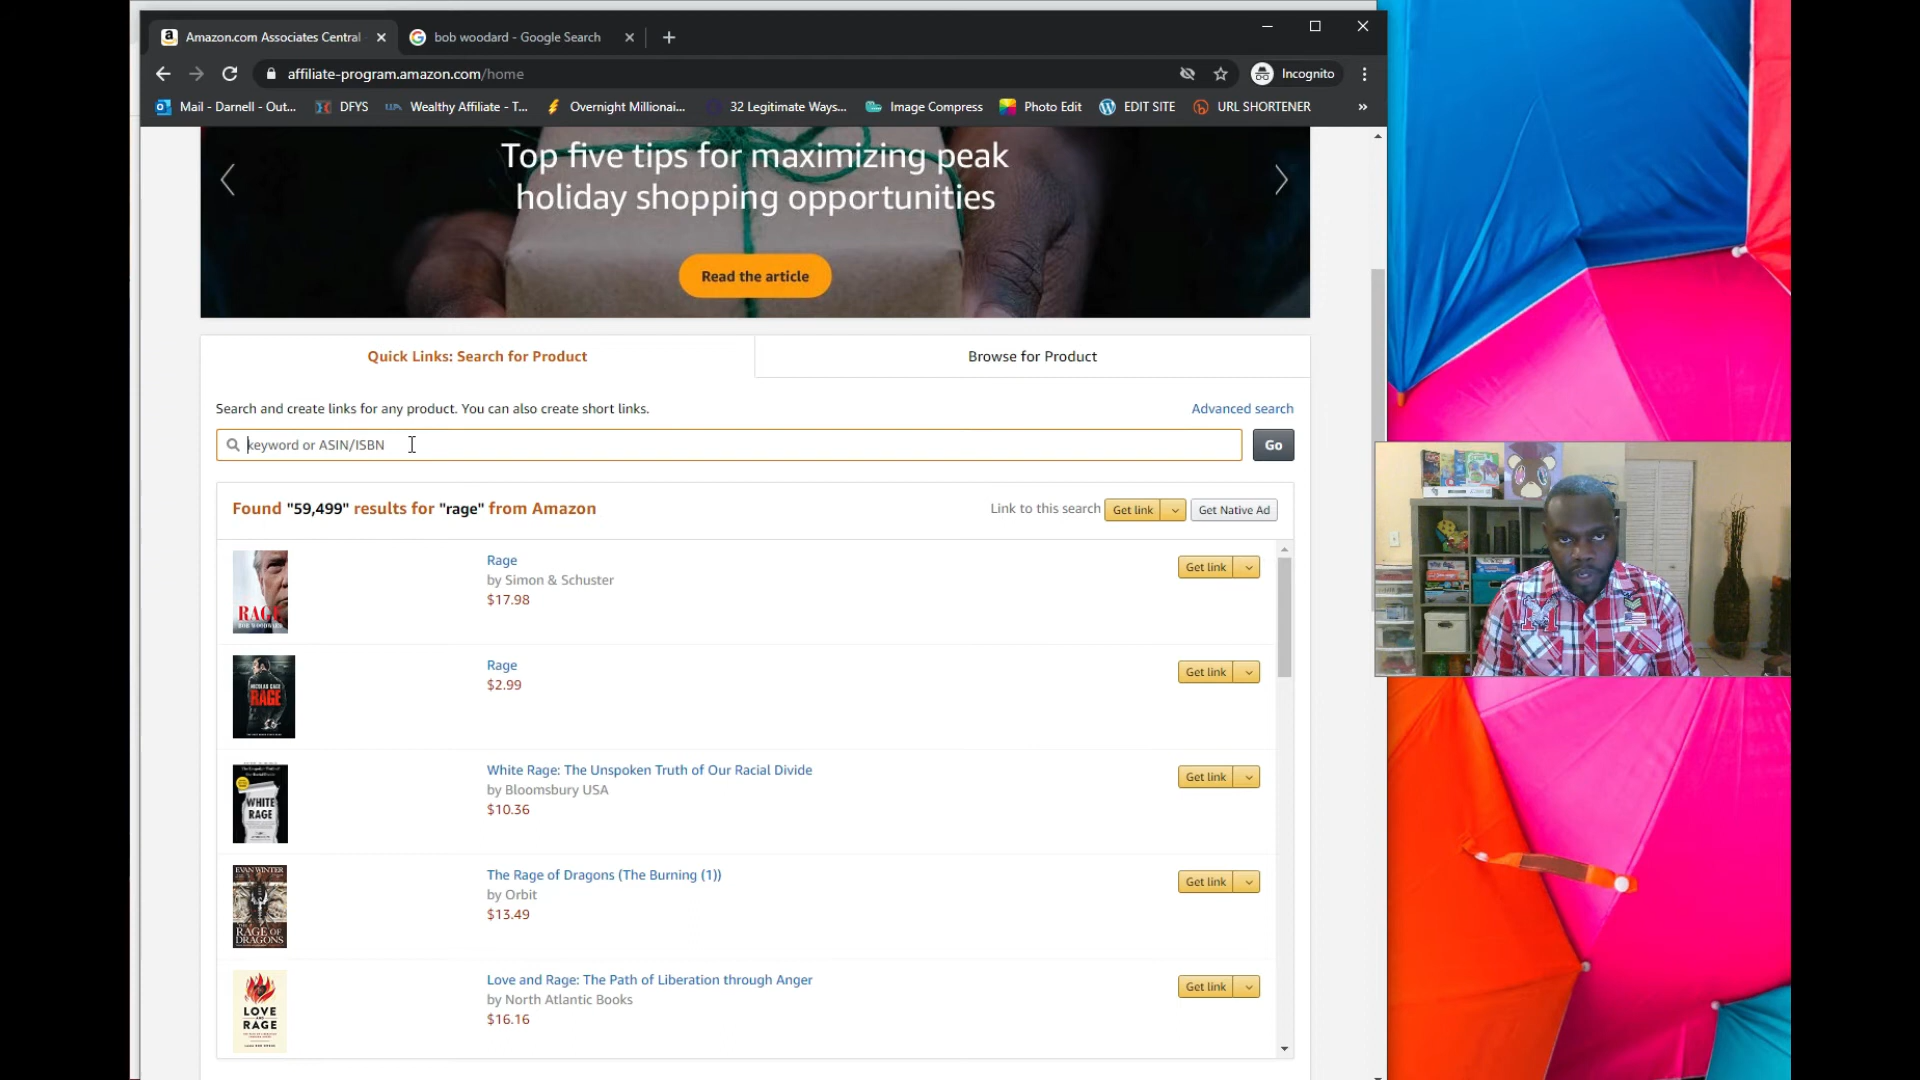 Amazon.com Associates Central
bob woodard - Google Search
affiliate-program.amazon.com/home
Incognito
Mail - Darnell - Out...
DFYS
Wealthy Affiliate - T...
Overnight Millionai...
32 Legitimate Ways...
Image Compress
Photo Edit
EDIT SITE
URL SHORTENER
»
Top five tips for maximizing peak
holiday shopping opportunities
Read the article
Quick Links: Search for Product
Browse for Product
Search and create links for any product. You can also create short links.
Advanced search
keyword or ASIN/ISBN
Go
Found "59,499" results for "rage" from Amazon
Link to this search
Get link
Get Native Ad
RAGE
BOB WOODWARD
Rage
by Simon & Schuster
$17.98
Get link
NICOLAS CAGE
RAGE
Rage
$2.99
Get link
WHITE
RAGE
White Rage: The Unspoken Truth of Our Racial Divide
by Bloomsbury USA
$10.36
Get link
EVAN WINTER
THE
RAGE OF
DRAGONS
The Rage of Dragons (The Burning (1))
by Orbit
$13.49
Get link
LOVE
AND
RAGE
Love and Rage: The Path of Liberation through Anger
by North Atlantic Books
$16.16
Get link